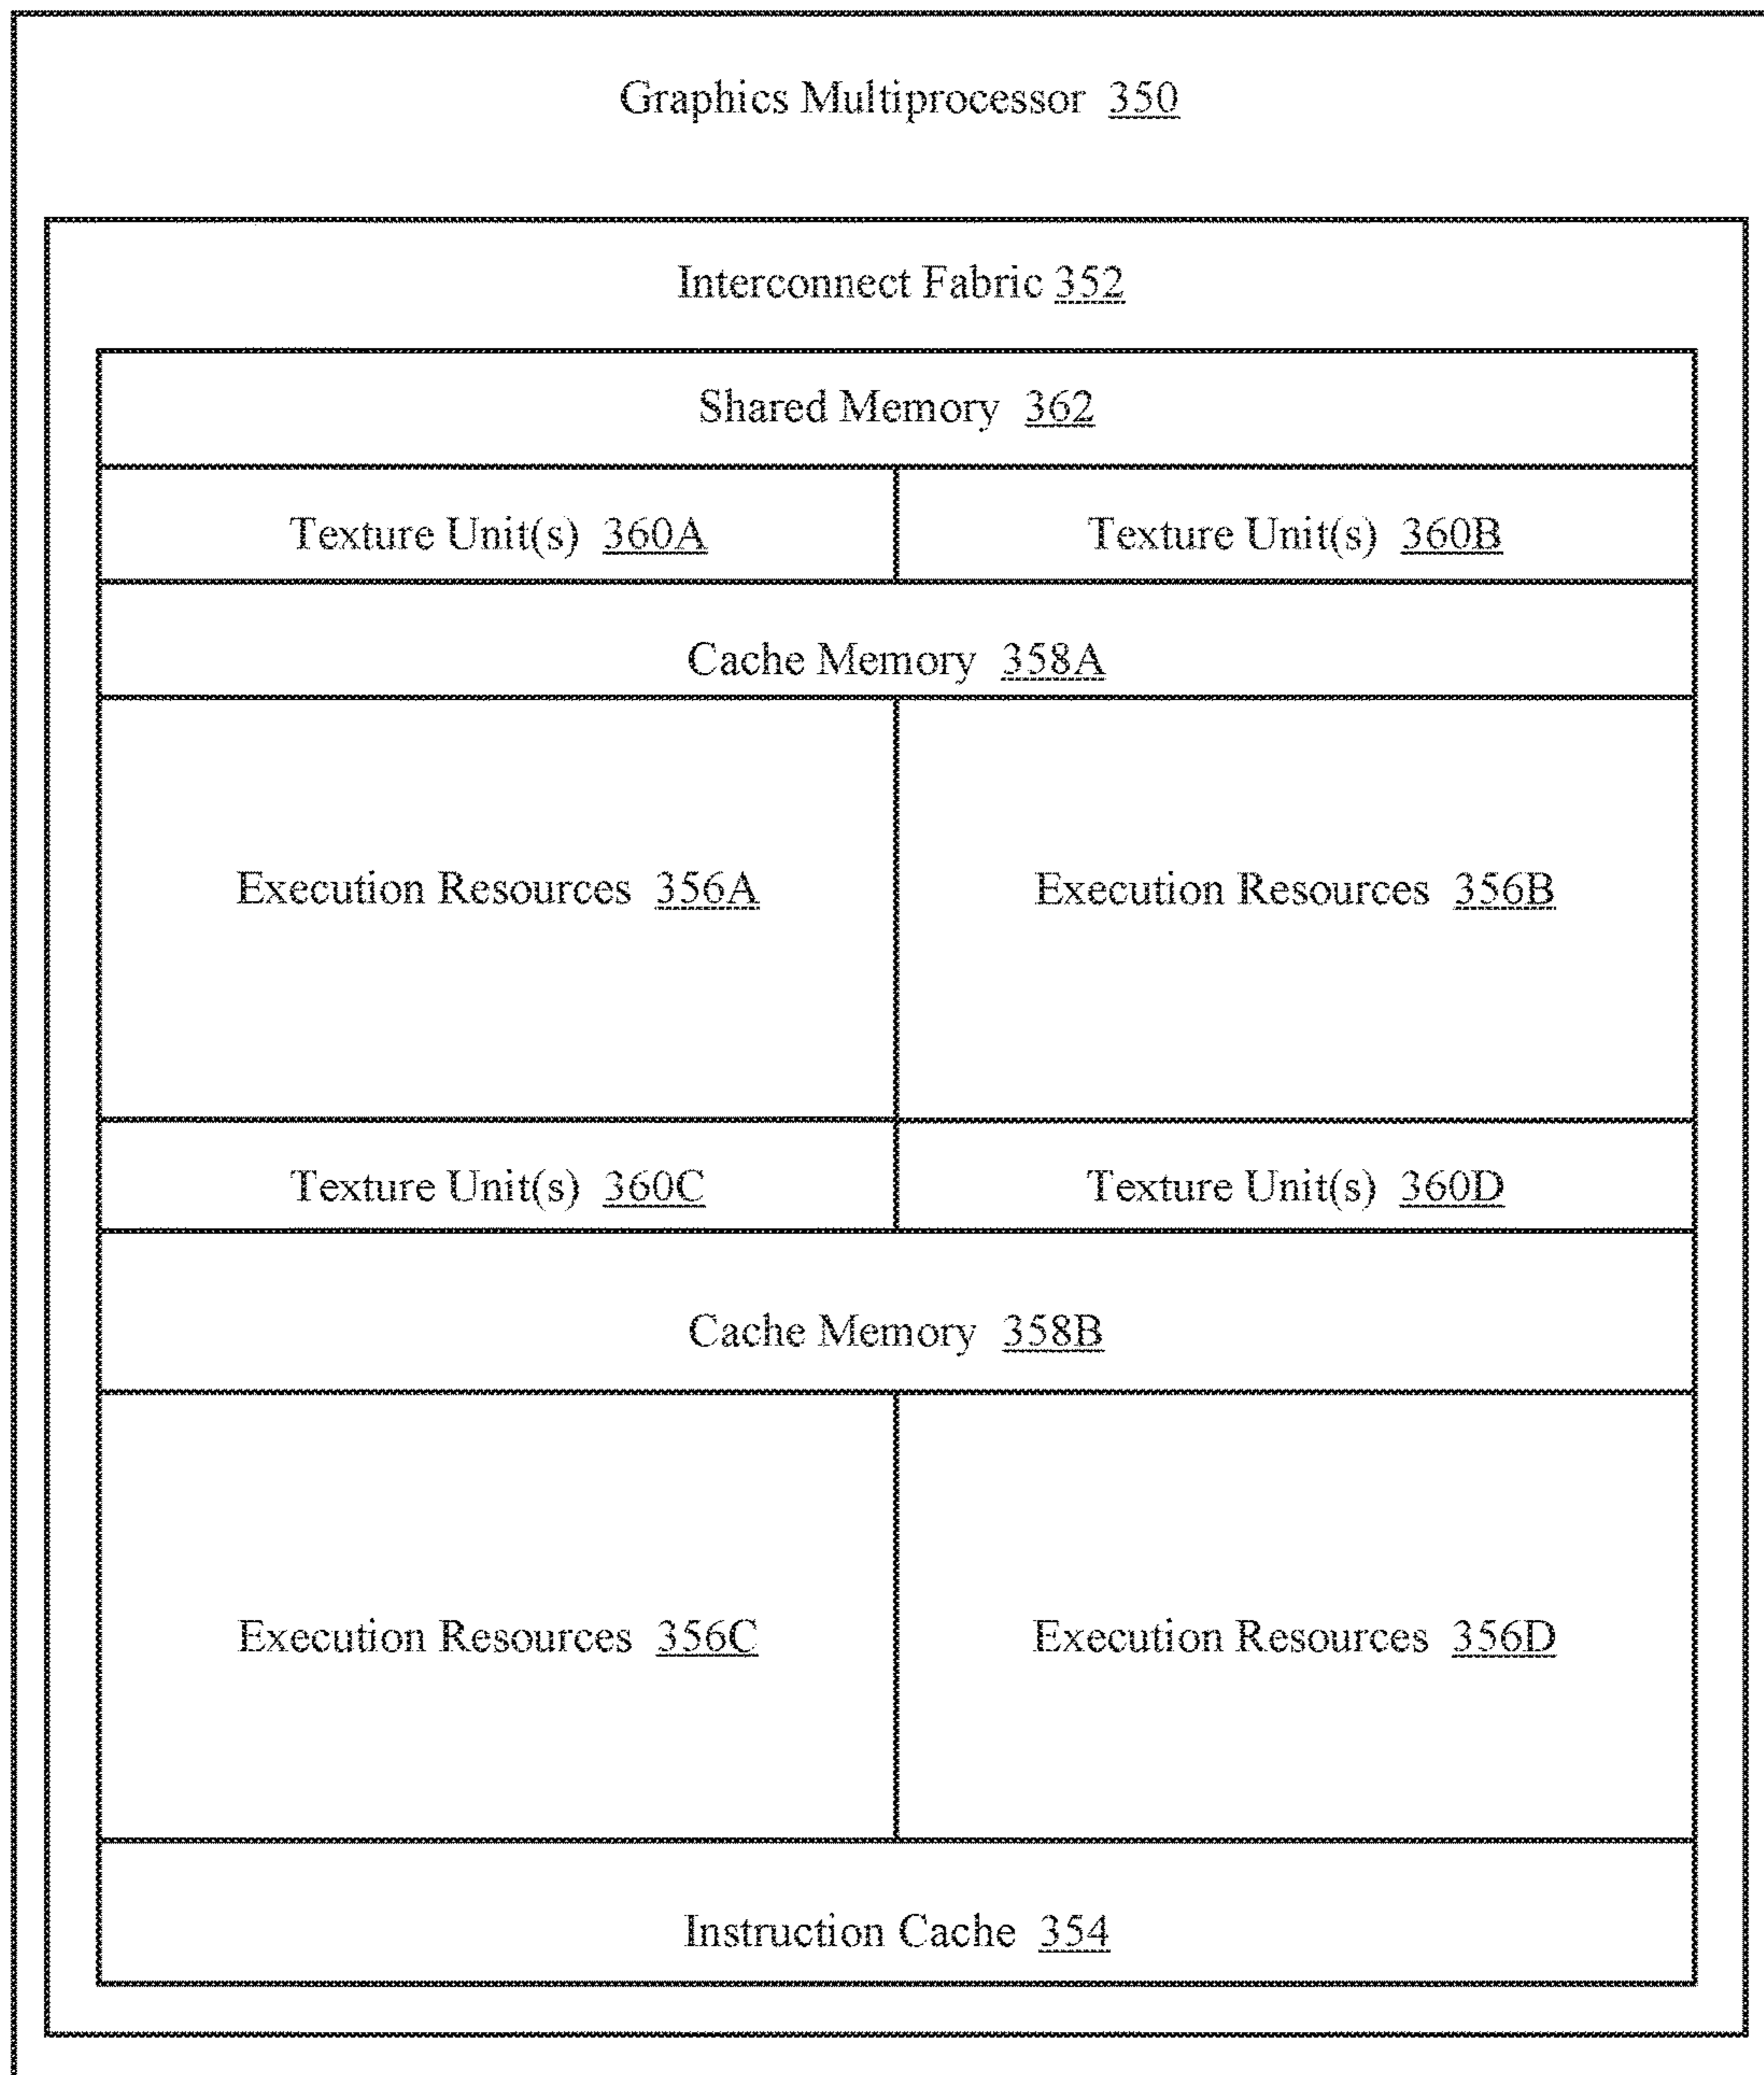 Graphics Multiprocessor 350
Interconnect Fabric 352
Shared Memory 362
Texture Unit(s) 360A
Texture Unit(s) 360B
Cache Memory 358A
Execution Resources 356A
Execution Resources 356B
Texture Unit(s) 360C
Texture Unit(s) 360D
Cache Memory 358B
Execution Resources 356C
Execution Resources 356D
Instruction Cache 354